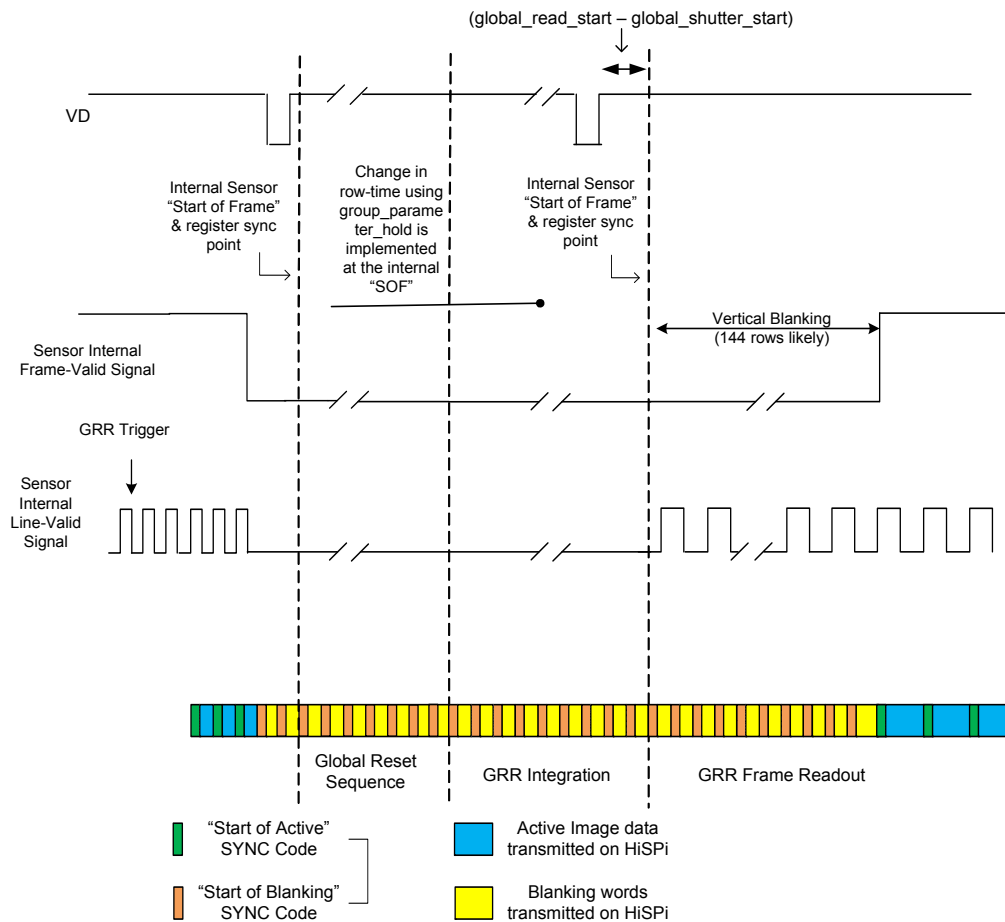 (global_read_start – global_shutter_start)
VD
Internal Sensor
“Start of Frame”
& register sync
point
Change in
row-time using
group_parame
ter_hold is
implemented
at the internal
“SOF”
Internal Sensor
“Start of Frame”
& register sync
point
Sensor Internal
Frame-Valid Signal
Vertical Blanking
(144 rows likely)
GRR Trigger
Sensor
Internal
Line-Valid
Signal
Global Reset
Sequence
GRR Integration
GRR Frame Readout
“Start of Active”
SYNC Code
Active Image data
transmitted on HiSPi
“Start of Blanking”
SYNC Code
Blanking words
transmitted on HiSPi